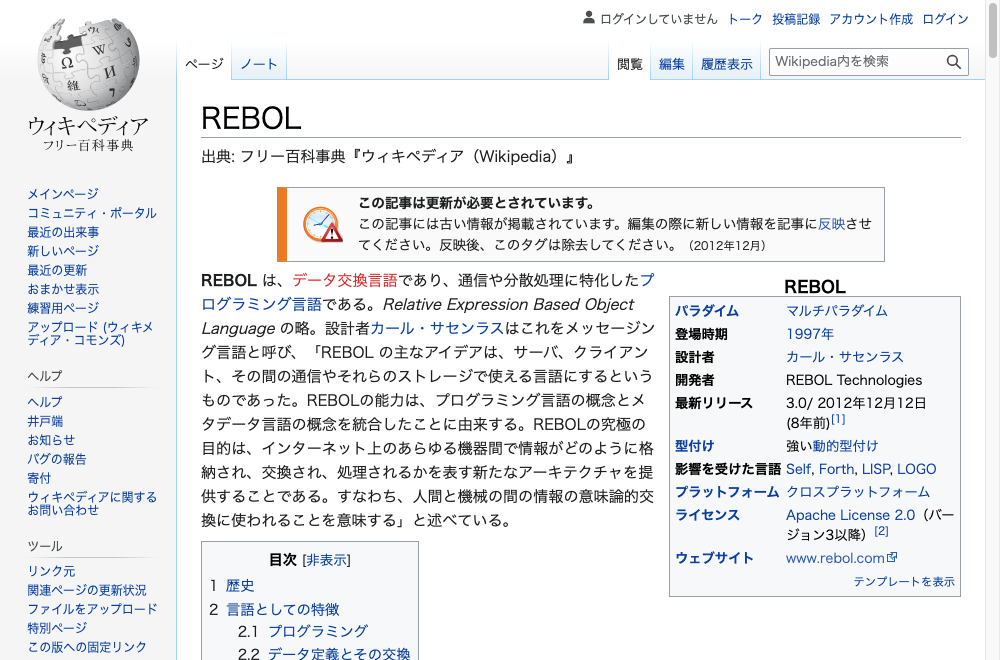 ログインしていません トーク 投稿記録 アカウント作成 ログイン
ページ ノート 閲覧 編集 履歴表示 Wikipedia内を検索
Ω W И 維
ウィキペディア
フリー百科事典
メインページ
コミュニティ・ポータル
最近の出来事
新しいページ
最近の更新
おまかせ表示
練習用ページ
アップロード (ウィキメ
ディア・コモンズ)
ヘルプ
ヘルプ
井戸端
お知らせ
バグの報告
寄付
ウィキペディアに関する
お問い合わせ
ツール
リンク元
関連ページの更新状況
ファイルをアップロード
特別ページ
この版への固定リンク
REBOL
出典: フリー百科事典『ウィキペディア（Wikipedia）』
この記事は更新が必要とされています。
この記事には古い情報が掲載されています。編集の際に新しい情報を記事に反映させ
てください。反映後、このタグは除去してください。（2012年12月）
REBOL は、データ交換言語であり、通信や分散処理に特化したプ
ログラミング言語である。Relative Expression Based Object
Language の略。設計者カール・サセンラスはこれをメッセージン
グ言語と呼び、「REBOL の主なアイデアは、サーバ、クライアン
ト、その間の通信やそれらのストレージで使える言語にするという
ものであった。REBOLの能力は、プログラミング言語の概念とメ
タデータ言語の概念を統合したことに由来する。REBOLの究極の
目的は、インターネット上のあらゆる機器間で情報がどのように格
納され、交換され、処理されるかを表す新たなアーキテクチャを提
供することである。すなわち、人間と機械の間の情報の意味論的交
換に使われることを意味する」と述べている。
REBOL
パラダイム マルチパラダイム
登場時期 1997年
設計者 カール・サセンラス
開発者 REBOL Technologies
最新リリース 3.0/ 2012年12月12日
(8年前)[1]
型付け 強い動的型付け
影響を受けた言語 Self, Forth, LISP, LOGO
プラットフォーム クロスプラットフォーム
ライセンス Apache License 2.0（バー
ジョン3以降）[2]
ウェブサイト www.rebol.com
テンプレートを表示
目次 [非表示]
1 歴史
2 言語としての特徴
2.1 プログラミング
2.2 データ定義とその交換